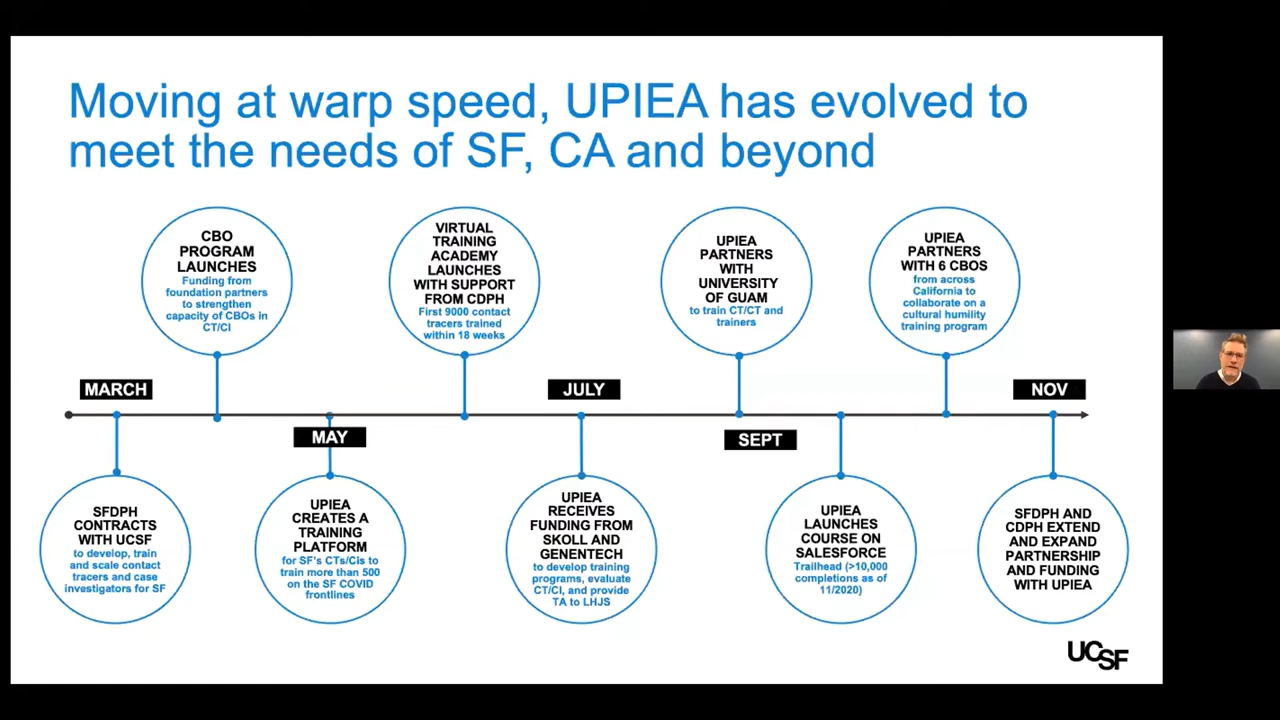 Moving at warp speed, UPIEA has evolved to
meet the needs of SF, CA and beyond
CBO
PROGRAM
LAUNCHES
Funding from
foundation partners
to strengthen
capacity of CBOs in
CT/CI
VIRTUAL
TRAINING
ACADEMY
LAUNCHES
WITH SUPPORT
FROM CDPH
First 9000 contact
tracers trained
within 18 weeks
UPIEA
PARTNERS
WITH
UNIVERSITY
OF GUAM
to train CT/CT and
trainers
UPIEA
PARTNERS
WITH 6 CBOS
from across
California to
collaborate on a
cultural humility
training program
MARCH
JULY
NOV
MAY
SEPT
SFDPH
CONTRACTS
WITH UCSF
to develop, train
and scale contact
tracers and case
investigators for SF
UPIEA
CREATES A
TRAINING
PLATFORM
for SF's CTs/Cis to
train more than 500
on the SF COVID
frontlines
UPIEA
RECEIVES
FUNDING FROM
SKOLL AND
GENENTECH
to develop training
programs, evaluate
CT/CI, and provide
TA to LHJS
UPIEA
LAUNCHES
COURSE ON
SALESFORCE
Trailhead (>10,000
completions as of
11/2020)
SFDPH AND
CDPH EXTEND
AND EXPAND
PARTNERSHIP
AND FUNDING
WITH UPIEA
UCSF